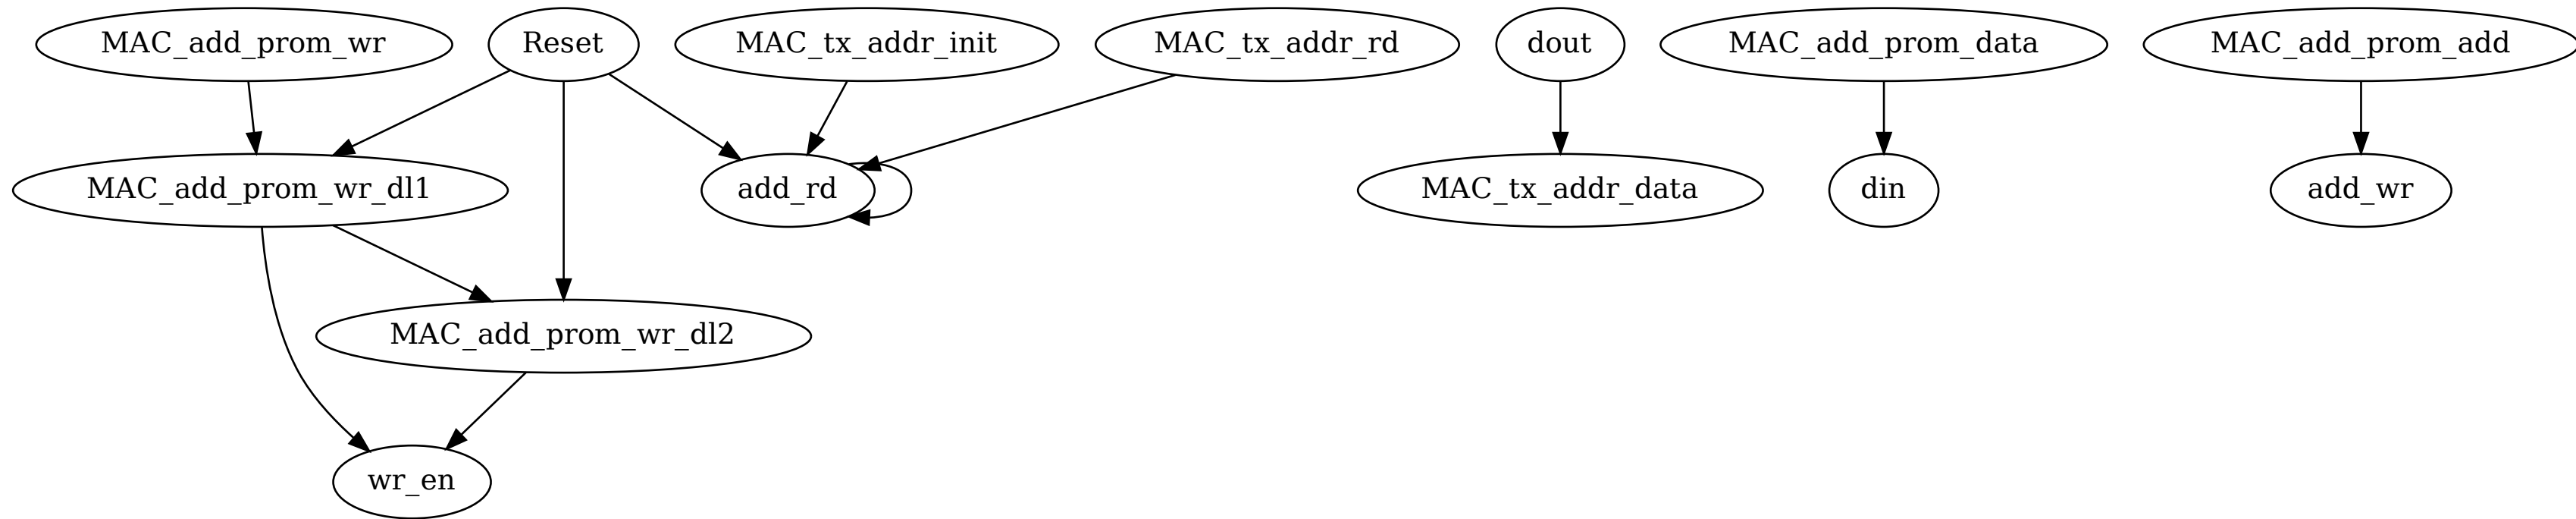 MAC_add_prom_wr
Reset
MAC_tx_addr_init
MAC_tx_addr_rd
dout
MAC_add_prom_data
MAC_add_prom_add
MAC_add_prom_wr_dl1
add_rd
MAC_tx_addr_data
din
add_wr
MAC_add_prom_wr_dl2
wr_en